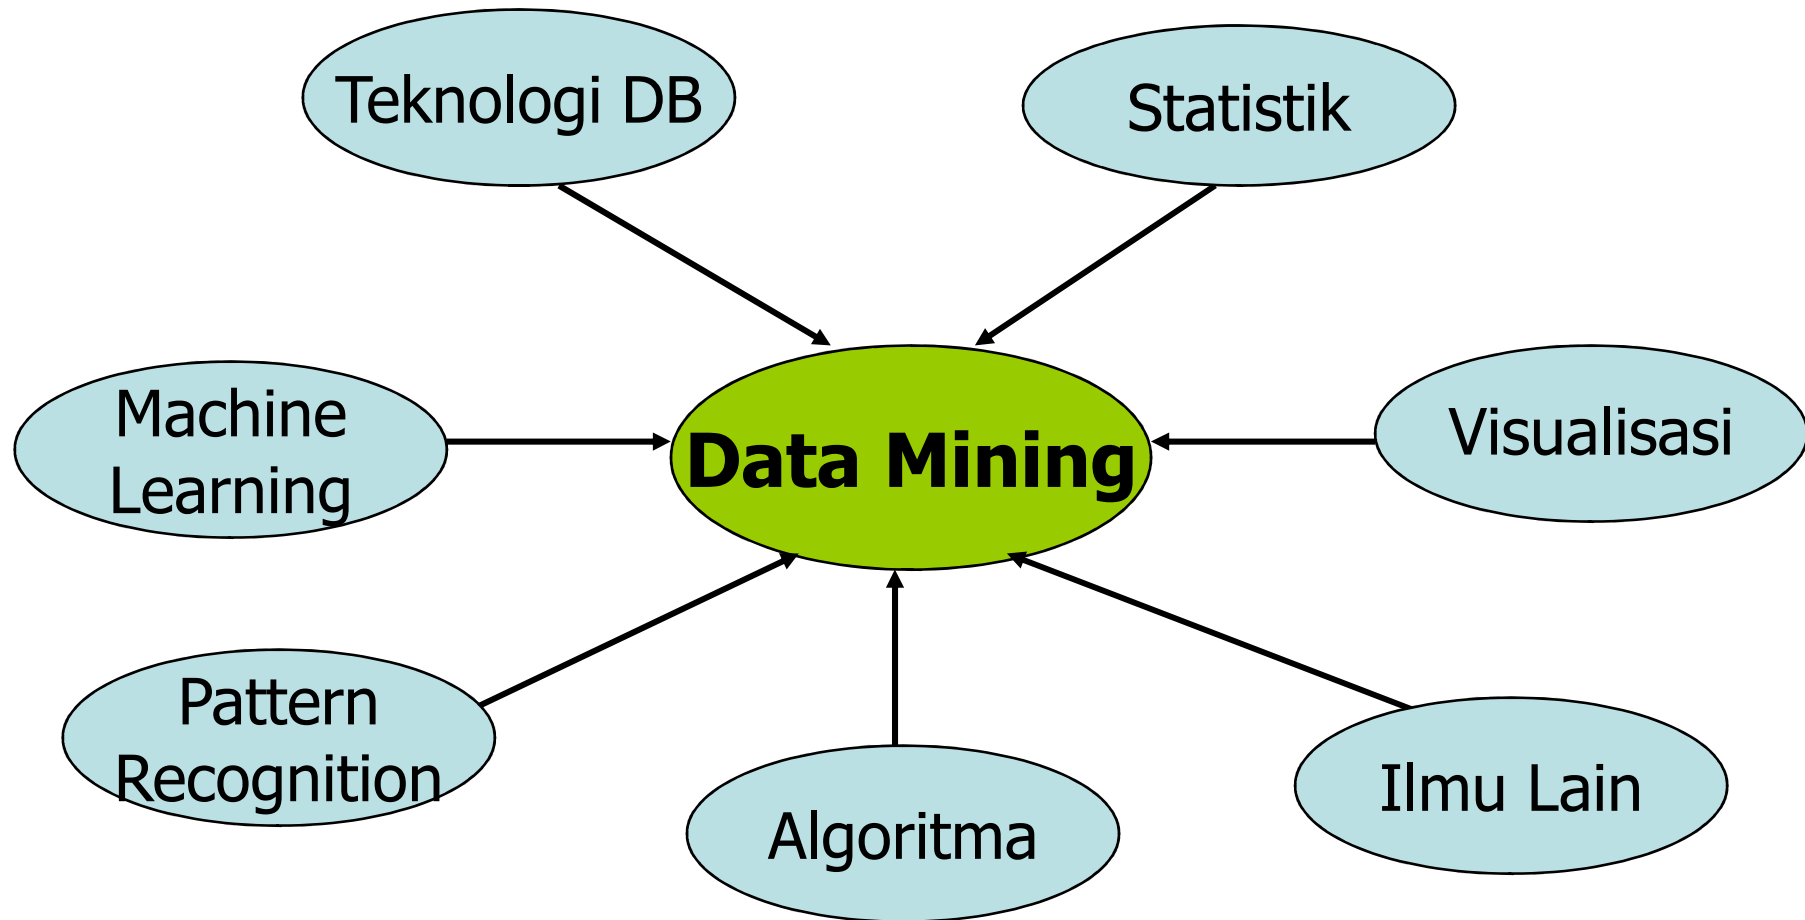 Teknologi DB
Statistik
Machine
Learning
Data Mining
Visualisasi
Pattern
Recognition
Algoritma
Ilmu Lain